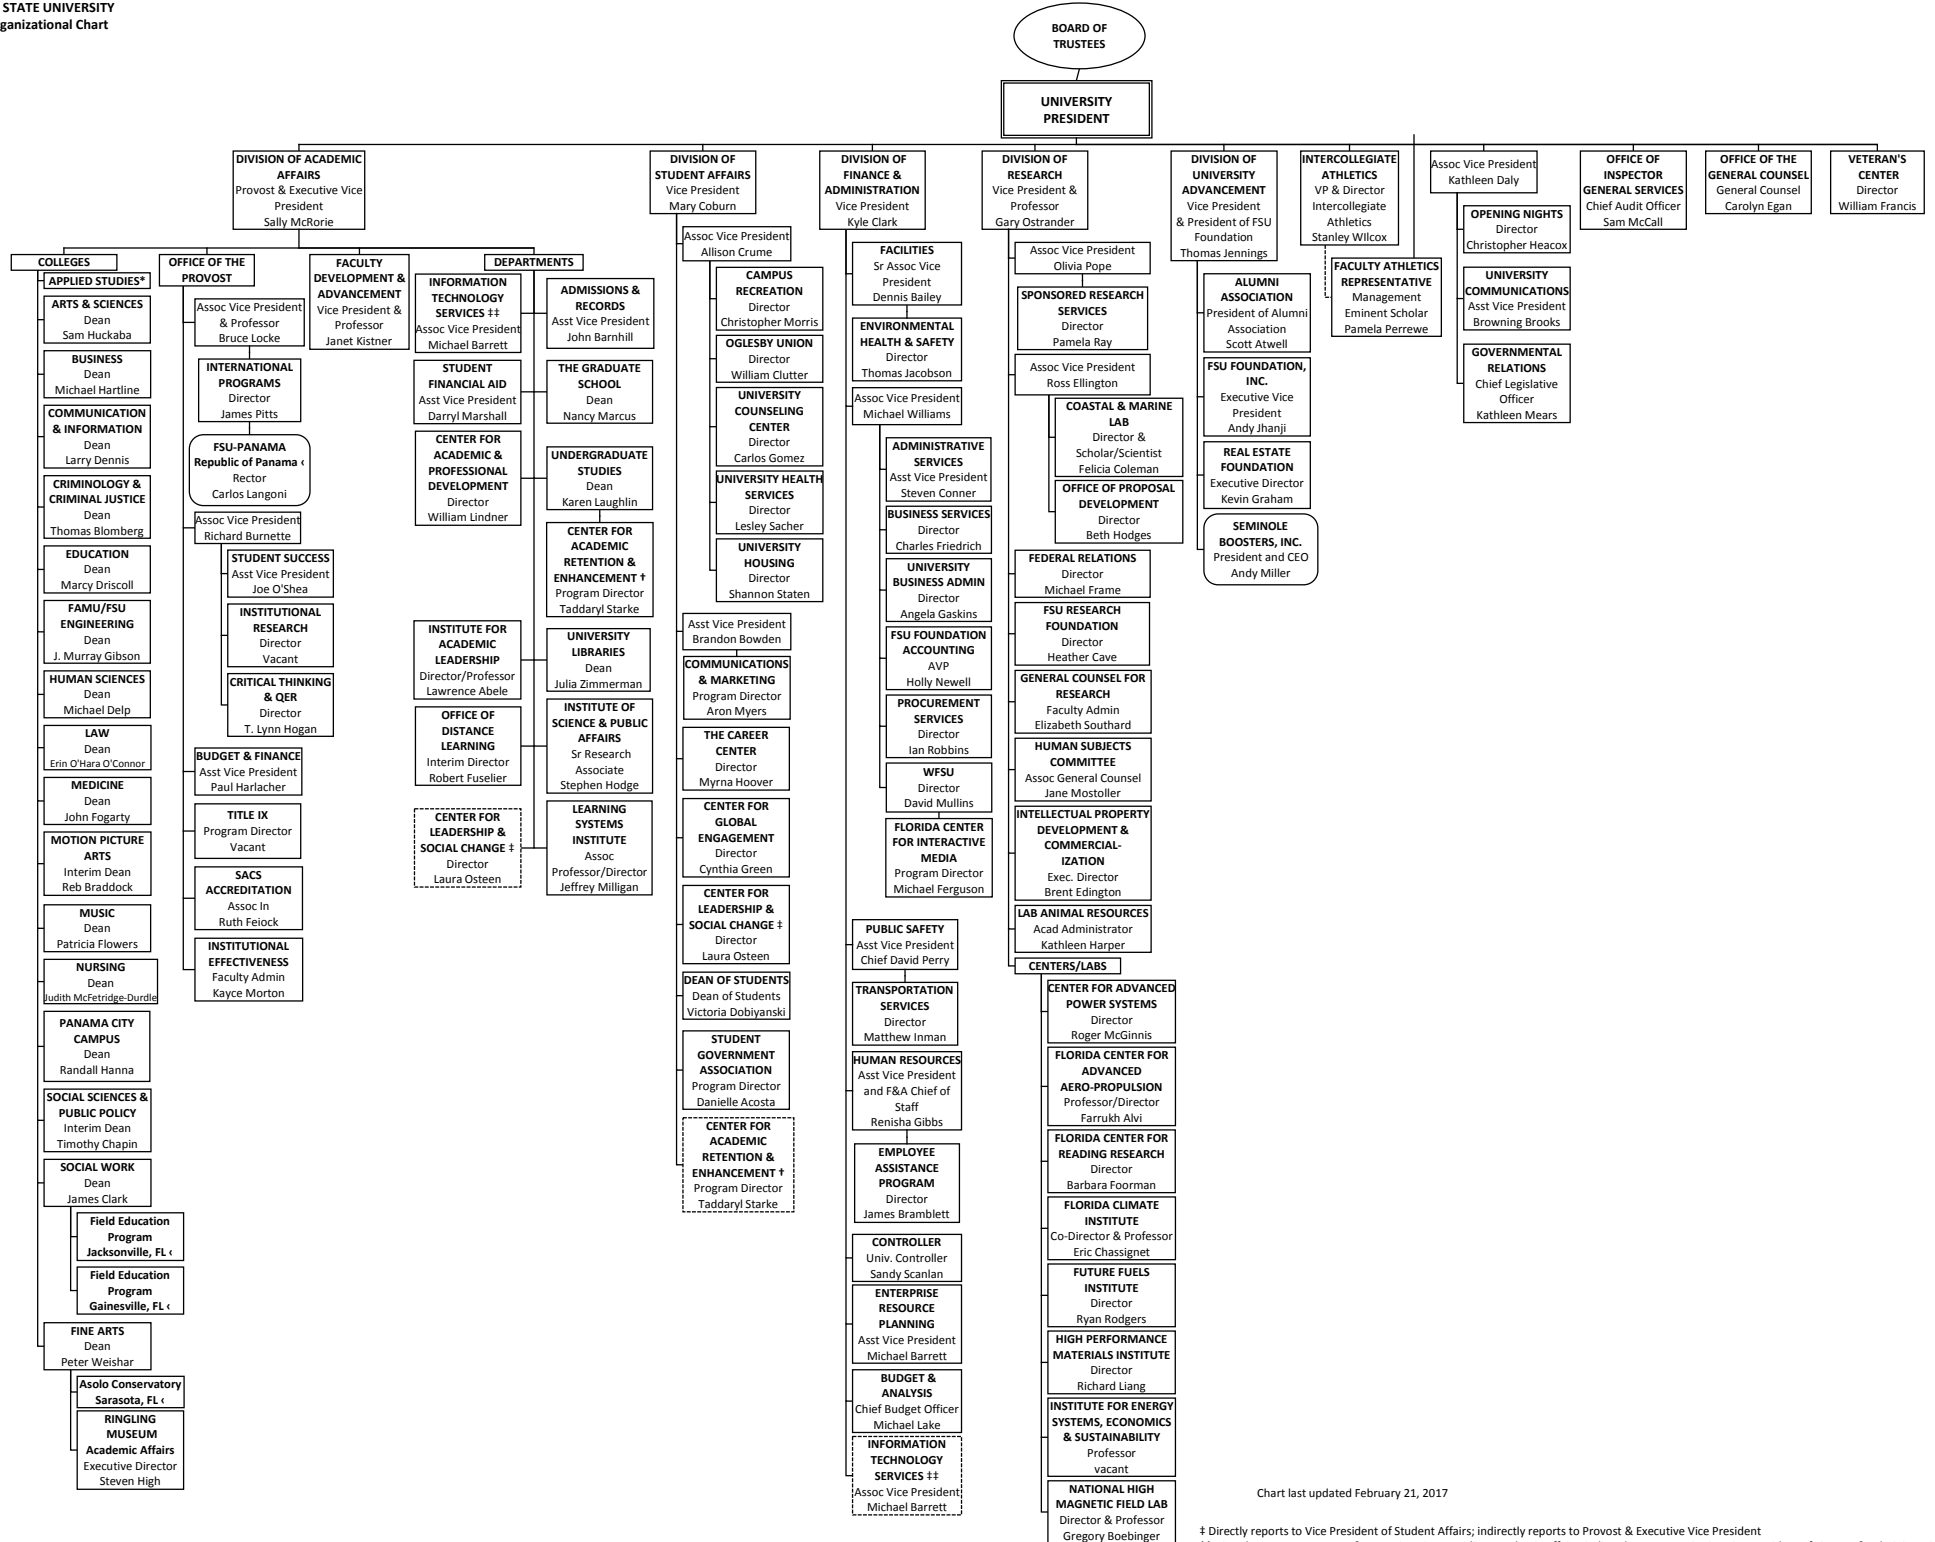 STATE UNIVERSITY
ganizational Chart
BOARD OF
TRUSTEES
UNIVERSITY
PRESIDENT
DIVISION OF ACADEMIC
AFFAIRS
Provost & Executive Vice
President
Sally McRorie
COLLEGES
APPLIED STUDIES*
ARTS & SCIENCES
Dean
Sam Huckaba
BUSINESS
Dean
Michael Hartline
COMMUNICATION
& INFORMATION
Dean
Larry Dennis
CRIMINOLOGY &
CRIMINAL JUSTICE
Dean
Thomas Blomberg
EDUCATION
Dean
Marcy Driscoll
FAMU/FSU
ENGINEERING
Dean
J. Murray Gibson
HUMAN SCIENCES
Dean
Michael Delp
LAW
Dean
Erin O'Hara O'Connor
MEDICINE
Dean
John Fogarty
MOTION PICTURE
ARTS
Interim Dean
Reb Braddock
MUSIC
Dean
Patricia Flowers
NURSING
Dean
Judith McFetridge-Durdle
PANAMA CITY
CAMPUS
Dean
Randall Hanna
SOCIAL SCIENCES &
PUBLIC POLICY
Interim Dean
Timothy Chapin
SOCIAL WORK
Dean
James Clark
Field Education
Program
Jacksonville, FL ‹
Field Education
Program
Gainesville, FL ‹
FINE ARTS
Dean
Peter Weishar
Asolo Conservatory
Sarasota, FL ‹
RINGLING
MUSEUM
Academic Affairs
Executive Director
Steven High
OFFICE OF THE
PROVOST
Assoc Vice President
& Professor
Bruce Locke
INTERNATIONAL
PROGRAMS
Director
James Pitts
FSU-PANAMA
Republic of Panama ‹
Rector
Carlos Langoni
Assoc Vice President
Richard Burnette
STUDENT SUCCESS
Asst Vice President
Joe O'Shea
INSTITUTIONAL
RESEARCH
Director
Vacant
CRITICAL THINKING
& QER
Director
T. Lynn Hogan
BUDGET & FINANCE
Asst Vice President
Paul Harlacher
TITLE IX
Program Director
Vacant
SACS
ACCREDITATION
Assoc In
Ruth Feiock
INSTITUTIONAL
EFFECTIVENESS
Faculty Admin
Kayce Morton
FACULTY
DEVELOPMENT &
ADVANCEMENT
Vice President &
Professor
Janet Kistner
DEPARTMENTS
INFORMATION
TECHNOLOGY
SERVICES ‡‡
Assoc Vice President
Michael Barrett
ADMISSIONS &
RECORDS
Asst Vice President
John Barnhill
STUDENT
FINANCIAL AID
Asst Vice President
Darryl Marshall
THE GRADUATE
SCHOOL
Dean
Nancy Marcus
CENTER FOR
ACADEMIC &
PROFESSIONAL
DEVELOPMENT
Director
William Lindner
UNDERGRADUATE
STUDIES
Dean
Karen Laughlin
CENTER FOR
ACADEMIC
RETENTION &
ENHANCEMENT †
Program Director
Taddaryl Starke
INSTITUTE FOR
ACADEMIC
LEADERSHIP
Director/Professor
Lawrence Abele
UNIVERSITY
LIBRARIES
Dean
Julia Zimmerman
OFFICE OF
DISTANCE
LEARNING
Interim Director
Robert Fuselier
INSTITUTE OF
SCIENCE & PUBLIC
AFFAIRS
Sr Research
Associate
Stephen Hodge
CENTER FOR
LEADERSHIP &
SOCIAL CHANGE ‡
Director
Laura Osteen
LEARNING
SYSTEMS
INSTITUTE
Assoc
Professor/Director
Jeffrey Milligan
DIVISION OF
STUDENT AFFAIRS
Vice President
Mary Coburn
Assoc Vice President
Allison Crume
CAMPUS
RECREATION
Director
Christopher Morris
OGLESBY UNION
Director
William Clutter
UNIVERSITY
COUNSELING
CENTER
Director
Carlos Gomez
UNIVERSITY HEALTH
SERVICES
Director
Lesley Sacher
UNIVERSITY
HOUSING
Director
Shannon Staten
Asst Vice President
Brandon Bowden
COMMUNICATIONS
& MARKETING
Program Director
Aron Myers
THE CAREER
CENTER
Director
Myrna Hoover
CENTER FOR
GLOBAL
ENGAGEMENT
Director
Cynthia Green
CENTER FOR
LEADERSHIP &
SOCIAL CHANGE ‡
Director
Laura Osteen
DEAN OF STUDENTS
Dean of Students
Victoria Dobiyanski
STUDENT
GOVERNMENT
ASSOCIATION
Program Director
Danielle Acosta
CENTER FOR
ACADEMIC
RETENTION &
ENHANCEMENT †
Program Director
Taddaryl Starke
DIVISION OF
FINANCE &
ADMINISTRATION
Vice President
Kyle Clark
FACILITIES
Sr Assoc Vice
President
Dennis Bailey
ENVIRONMENTAL
HEALTH & SAFETY
Director
Thomas Jacobson
Assoc Vice President
Michael Williams
ADMINISTRATIVE
SERVICES
Asst Vice President
Steven Conner
BUSINESS SERVICES
Director
Charles Friedrich
UNIVERSITY
BUSINESS ADMIN
Director
Angela Gaskins
FSU FOUNDATION
ACCOUNTING
AVP
Holly Newell
PROCUREMENT
SERVICES
Director
Ian Robbins
WFSU
Director
David Mullins
FLORIDA CENTER
FOR INTERACTIVE
MEDIA
Program Director
Michael Ferguson
PUBLIC SAFETY
Asst Vice President
Chief David Perry
TRANSPORTATION
SERVICES
Director
Matthew Inman
HUMAN RESOURCES
Asst Vice President
and F&A Chief of
Staff
Renisha Gibbs
EMPLOYEE
ASSISTANCE
PROGRAM
Director
James Bramblett
CONTROLLER
Univ. Controller
Sandy Scanlan
ENTERPRISE
RESOURCE
PLANNING
Asst Vice President
Michael Barrett
BUDGET &
ANALYSIS
Chief Budget Officer
Michael Lake
INFORMATION
TECHNOLOGY
SERVICES ‡‡
Assoc Vice President
Michael Barrett
DIVISION OF
RESEARCH
Vice President &
Professor
Gary Ostrander
Assoc Vice President
Olivia Pope
SPONSORED RESEARCH
SERVICES
Director
Pamela Ray
Assoc Vice President
Ross Ellington
COASTAL & MARINE
LAB
Director &
Scholar/Scientist
Felicia Coleman
OFFICE OF PROPOSAL
DEVELOPMENT
Director
Beth Hodges
FEDERAL RELATIONS
Director
Michael Frame
FSU RESEARCH
FOUNDATION
Director
Heather Cave
GENERAL COUNSEL FOR
RESEARCH
Faculty Admin
Elizabeth Southard
HUMAN SUBJECTS
COMMITTEE
Assoc General Counsel
Jane Mostoller
INTELLECTUAL PROPERTY
DEVELOPMENT &
COMMERCIAL-
IZATION
Exec. Director
Brent Edington
LAB ANIMAL RESOURCES
Acad Administrator
Kathleen Harper
CENTERS/LABS
CENTER FOR ADVANCED
POWER SYSTEMS
Director
Roger McGinnis
FLORIDA CENTER FOR
ADVANCED
AERO-PROPULSION
Professor/Director
Farrukh Alvi
FLORIDA CENTER FOR
READING RESEARCH
Director
Barbara Foorman
FLORIDA CLIMATE
INSTITUTE
Co-Director & Professor
Eric Chassignet
FUTURE FUELS
INSTITUTE
Director
Ryan Rodgers
HIGH PERFORMANCE
MATERIALS INSTITUTE
Director
Richard Liang
INSTITUTE FOR ENERGY
SYSTEMS, ECONOMICS
& SUSTAINABILITY
Professor
vacant
NATIONAL HIGH
MAGNETIC FIELD LAB
Director & Professor
Gregory Boebinger
DIVISION OF
UNIVERSITY
ADVANCEMENT
Vice President
& President of FSU
Foundation
Thomas Jennings
ALUMNI
ASSOCIATION
President of Alumni
Association
Scott Atwell
FSU FOUNDATION,
INC.
Executive Vice
President
Andy Jhanji
REAL ESTATE
FOUNDATION
Executive Director
Kevin Graham
SEMINOLE
BOOSTERS, INC.
President and CEO
Andy Miller
INTERCOLLEGIATE
ATHLETICS
VP & Director
Intercollegiate
Athletics
Stanley WIlcox
FACULTY ATHLETICS
REPRESENTATIVE
Management
Eminent Scholar
Pamela Perrewe
Assoc Vice President
Kathleen Daly
OPENING NIGHTS
Director
Christopher Heacox
UNIVERSITY
COMMUNICATIONS
Asst Vice President
Browning Brooks
GOVERNMENTAL
RELATIONS
Chief Legislative
Officer
Kathleen Mears
OFFICE OF
INSPECTOR
GENERAL SERVICES
Chief Audit Officer
Sam McCall
OFFICE OF THE
GENERAL COUNSEL
General Counsel
Carolyn Egan
VETERAN'S
CENTER
Director
William Francis
Chart last updated February 21, 2017
‡ Directly reports to Vice President of Student Affairs; indirectly reports to Provost & Executive Vice President